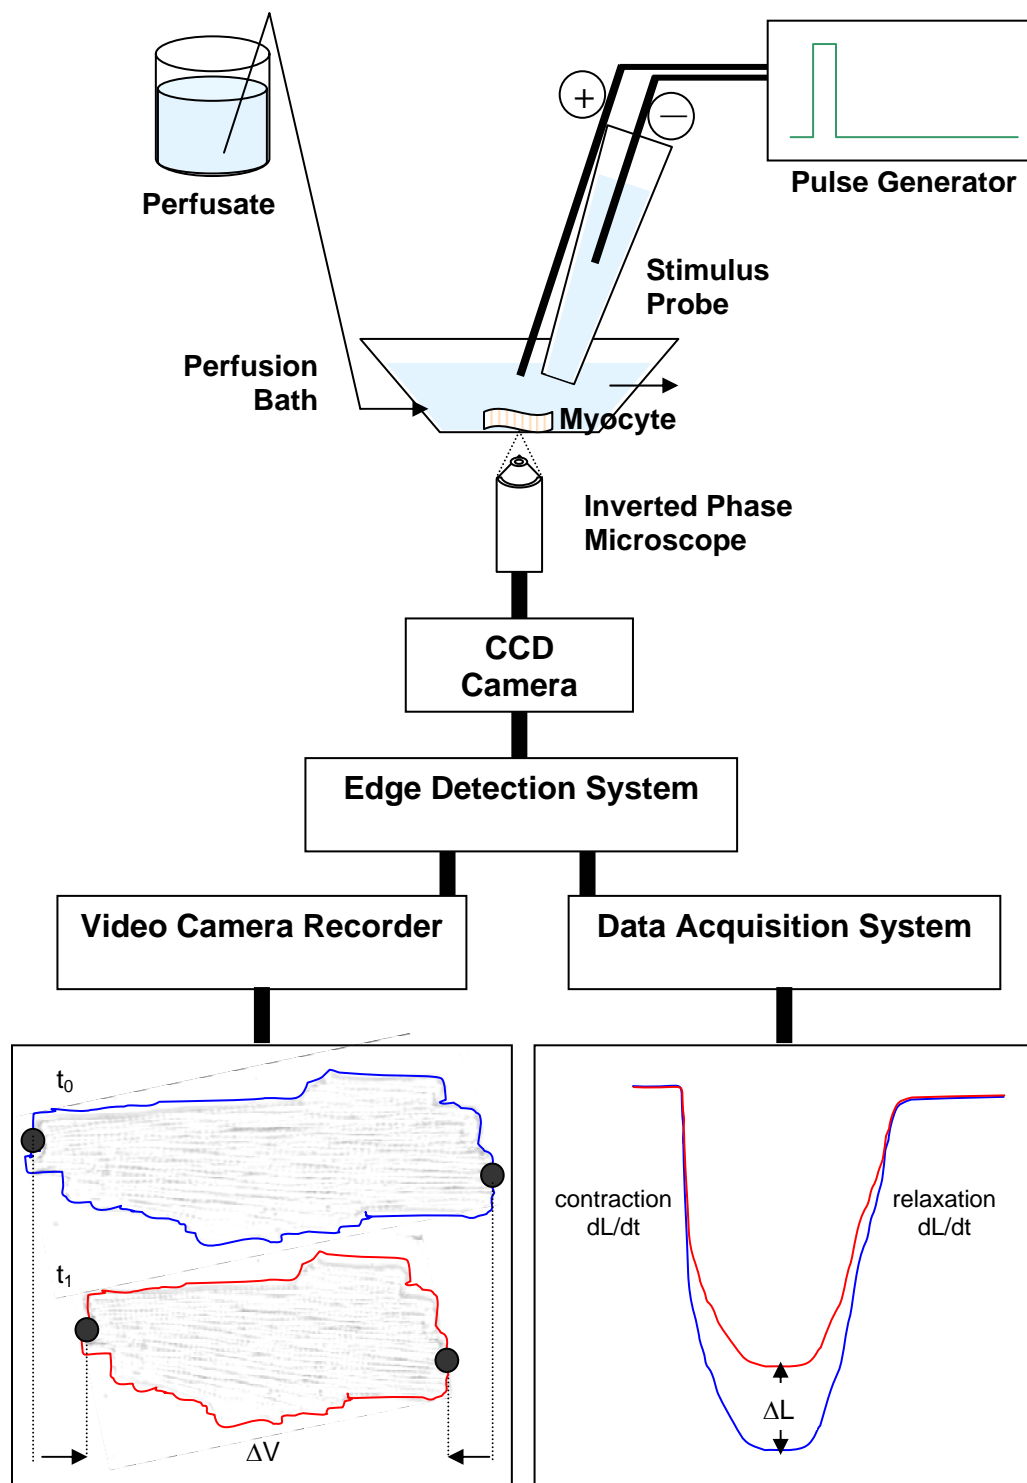 +
−
Perfusate
Pulse Generator
Stimulus
Probe
Perfusion
Bath
Myocyte
Inverted Phase
Microscope
CCD
Camera
Edge Detection System
Video Camera Recorder
Data Acquisition System
t0
t1
ΔV
contraction
dL/dt
relaxation
dL/dt
ΔL